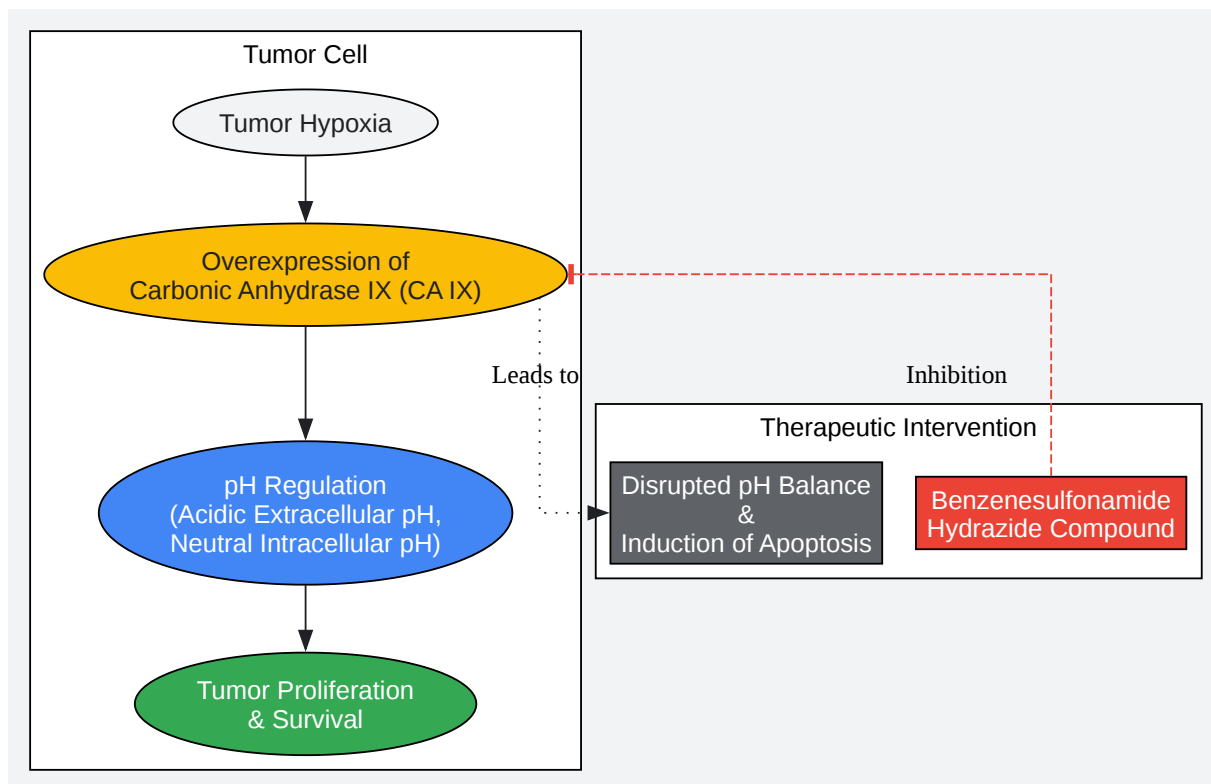 Tumor Cell
Tumor Hypoxia
Overexpression of
Carbonic Anhydrase IX (CA IX)
Leads to
Inhibition
pH Regulation
(Acidic Extracellular pH,
Neutral Intracellular pH)
Tumor Proliferation
& Survival
Therapeutic Intervention
Disrupted pH Balance
&
Induction of Apoptosis
Benzenesulfonamide
Hydrazide Compound